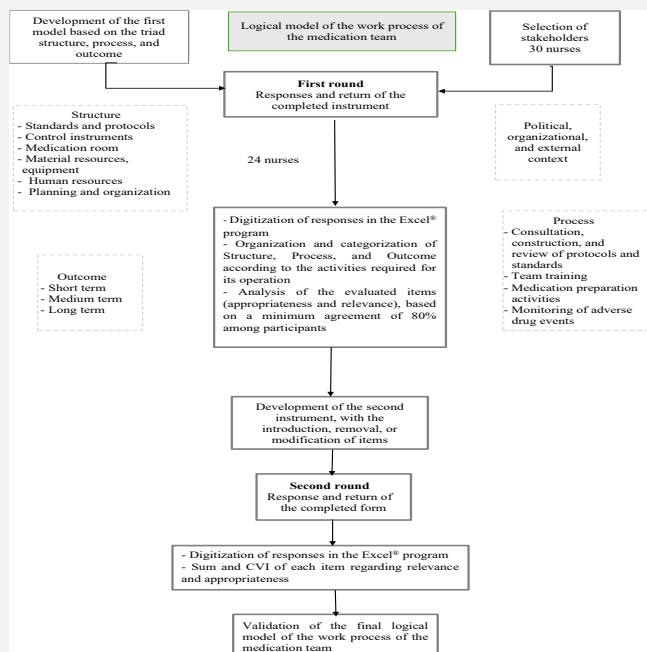 Development of the first
model based on the triad
structure, process, and
outcome
Logical model of the work process of
the medication team
Selection of
stakeholders
30 nurses
First round
Responses and return of the
completed instrument
Structure
- Standards and protocols
- Control instruments
- Medication room
- Material resources,
equipment
- Human resources
- Planning and organization
24 nurses
Political,
organizational,
and external
context
- Digitization of responses in the Excel® 
program
- Organization and categorization of
Structure, Process, and Outcome
according to the activities required for
its operation
- Analysis of the evaluated items
(appropriateness and relevance), based
on a minimum agreement of 80%
among participants
Process
- Consultation,
construction, and
review of protocols and
standards
- Team training
- Medication preparation
activities
- Monitoring of adverse
drug events
Outcome
- Short term
- Medium term
- Long term
Development of the second
instrument, with the
introduction, removal, or
modification of items
Second round
Response and return of
the completed form
- Digitization of responses in the Excel® program
- Sum and CVI of each item regarding relevance
and appropriateness
Validation of the final logical
model of the work process of the
medication team